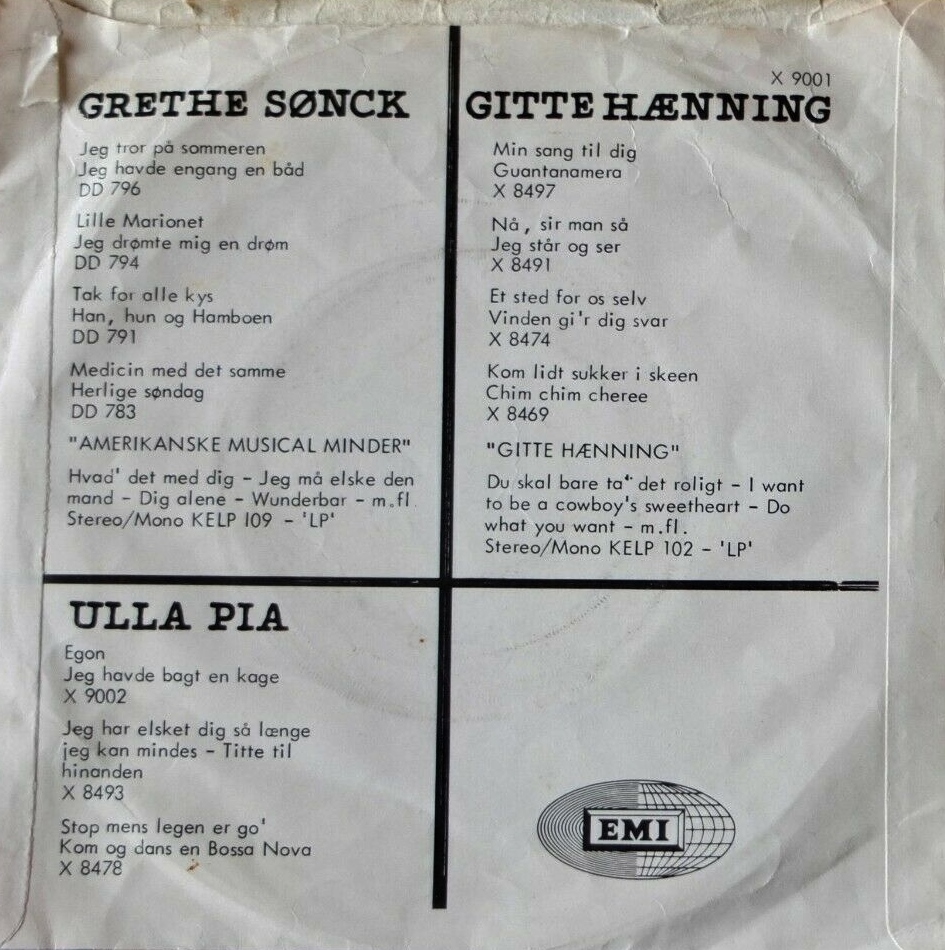 X 9001
GRETHE SØNCK
Jeg tror på sommeren
Jeg havde engang en båd
DD 796
Lille Marionet
Jeg drømte mig en drøm
DD 794
Tak for alle kys
Han, hun og Hamboen
DD 791
Medicin med det samme
Herlige søndag
DD 783
"AMERIKANSKE MUSICAL MINDER"
Hvad' det med dig - Jeg må elske den
mand - Dig alene - Wunderbar - m.fl.
Stereo/Mono KELP 109 - 'LP'
GITTE HÆNNING
Min sang til dig
Guantanamera
X 8497
Nå, sir man så
Jeg står og ser
X 8491
Et sted for os selv
Vinden gi'r dig svar
X 8474
Kom lidt sukker i skeen
Chim chim cheree
X 8469
"GITTE HÆNNING"
Du skal bare ta' det roligt - I want
to be a cowboy's sweetheart - Do
what you want - m.fl.
Stereo/Mono KELP 102 - 'LP'
ULLA PIA
Egon
Jeg havde bagt en kage
X 9002
Jeg har elsket dig så længe
jeg kan mindes - Titte til
hinanden
X 8493
Stop mens legen er go'
Kom og dans en Bossa Nova
X 8478
EMI